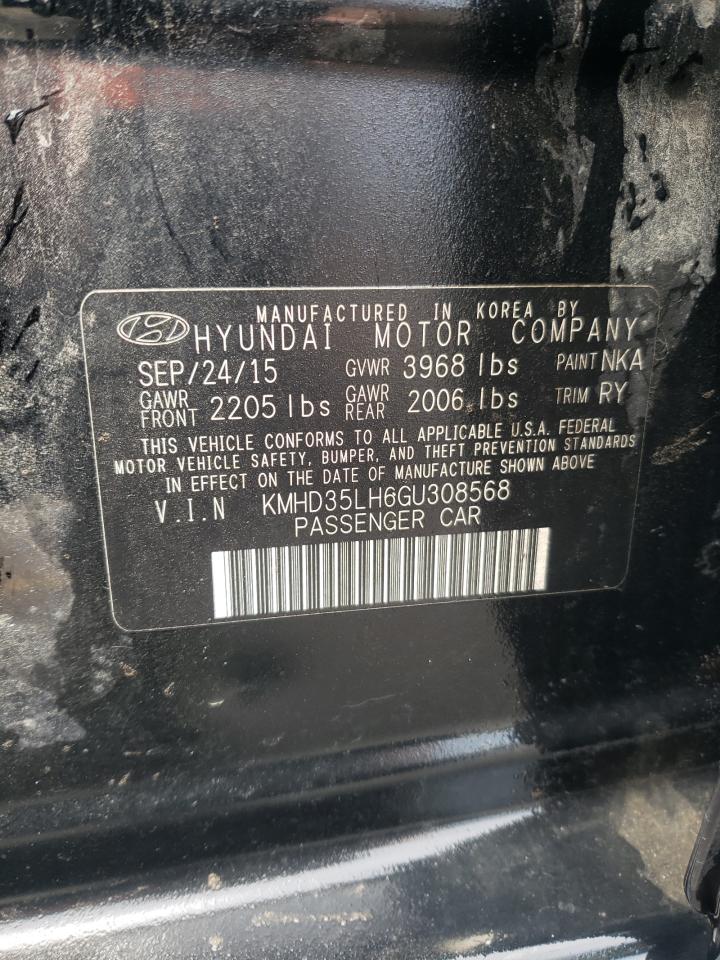 MANUFACTURED IN KOREA BY
HYUNDAI MOTOR COMPANY
SEP/24/15 GVWR 3968 lbs PAINT NKA
GAWR FRONT 2205 lbs GAWR REAR 2006 lbs TRIM RY
THIS VEHICLE CONFORMS TO ALL APPLICABLE U.S.A. FEDERAL
MOTOR VEHICLE SAFETY, BUMPER, AND THEFT PREVENTION STANDARDS
IN EFFECT ON THE DATE OF MANUFACTURE SHOWN ABOVE
V.I.N KMHD35LH6GU308568
PASSENGER CAR